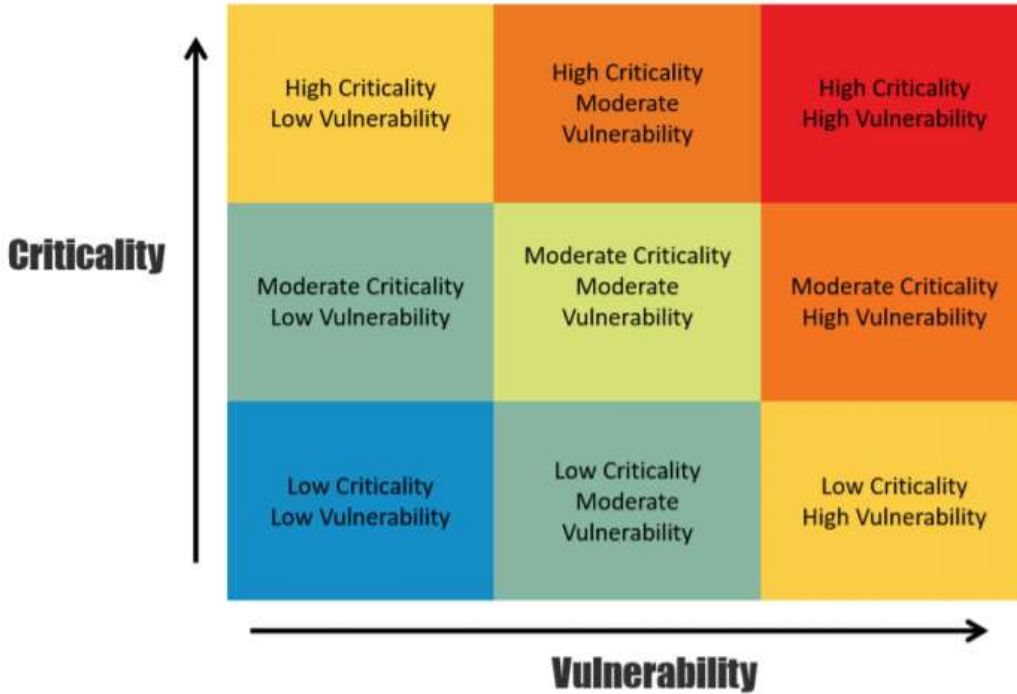 High Criticality
Low Vulnerability
High Criticality
Moderate
Vulnerability
High Criticality
High Vulnerability
Criticality
Moderate Criticality
Low Vulnerability
Moderate Criticality
Moderate
Vulnerability
Moderate Criticality
High Vulnerability
Low Criticality
Low Vulnerability
Low Criticality
Moderate
Vulnerability
Low Criticality
High Vulnerability
Vulnerability